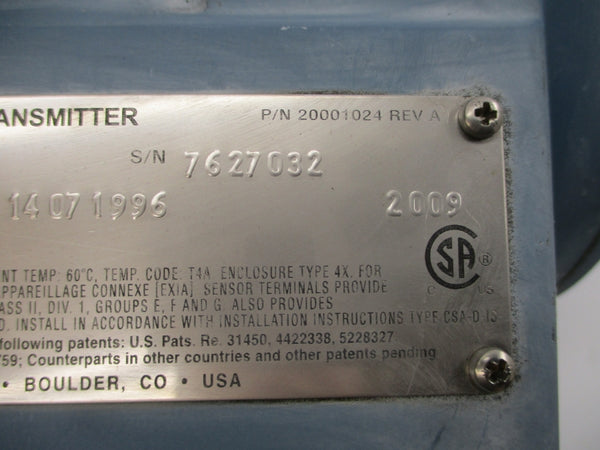 ANSMITTER P/N 20001024 REV A
S/N 7627032
14071996 2009
NT TEMP: 60°C, TEMP. CODE: T4A ENCLOSURE TYPE 4X. FOR
APPAREILLAGE CONNEXE [EXIA] SENSOR TERMINALS PROVIDE
ASS II, DIV. 1, GROUPS E, F AND G. ALSO PROVIDES
D. INSTALL IN ACCORDANCE WITH INSTALLATION INSTRUCTIONS TYPE CSA-D-IS
following patents: U.S. Pats. Re. 31450, 4422338, 5228327
759; Counterparts in other countries and other patents pending
• BOULDER, CO • USA
CSA ®
C US